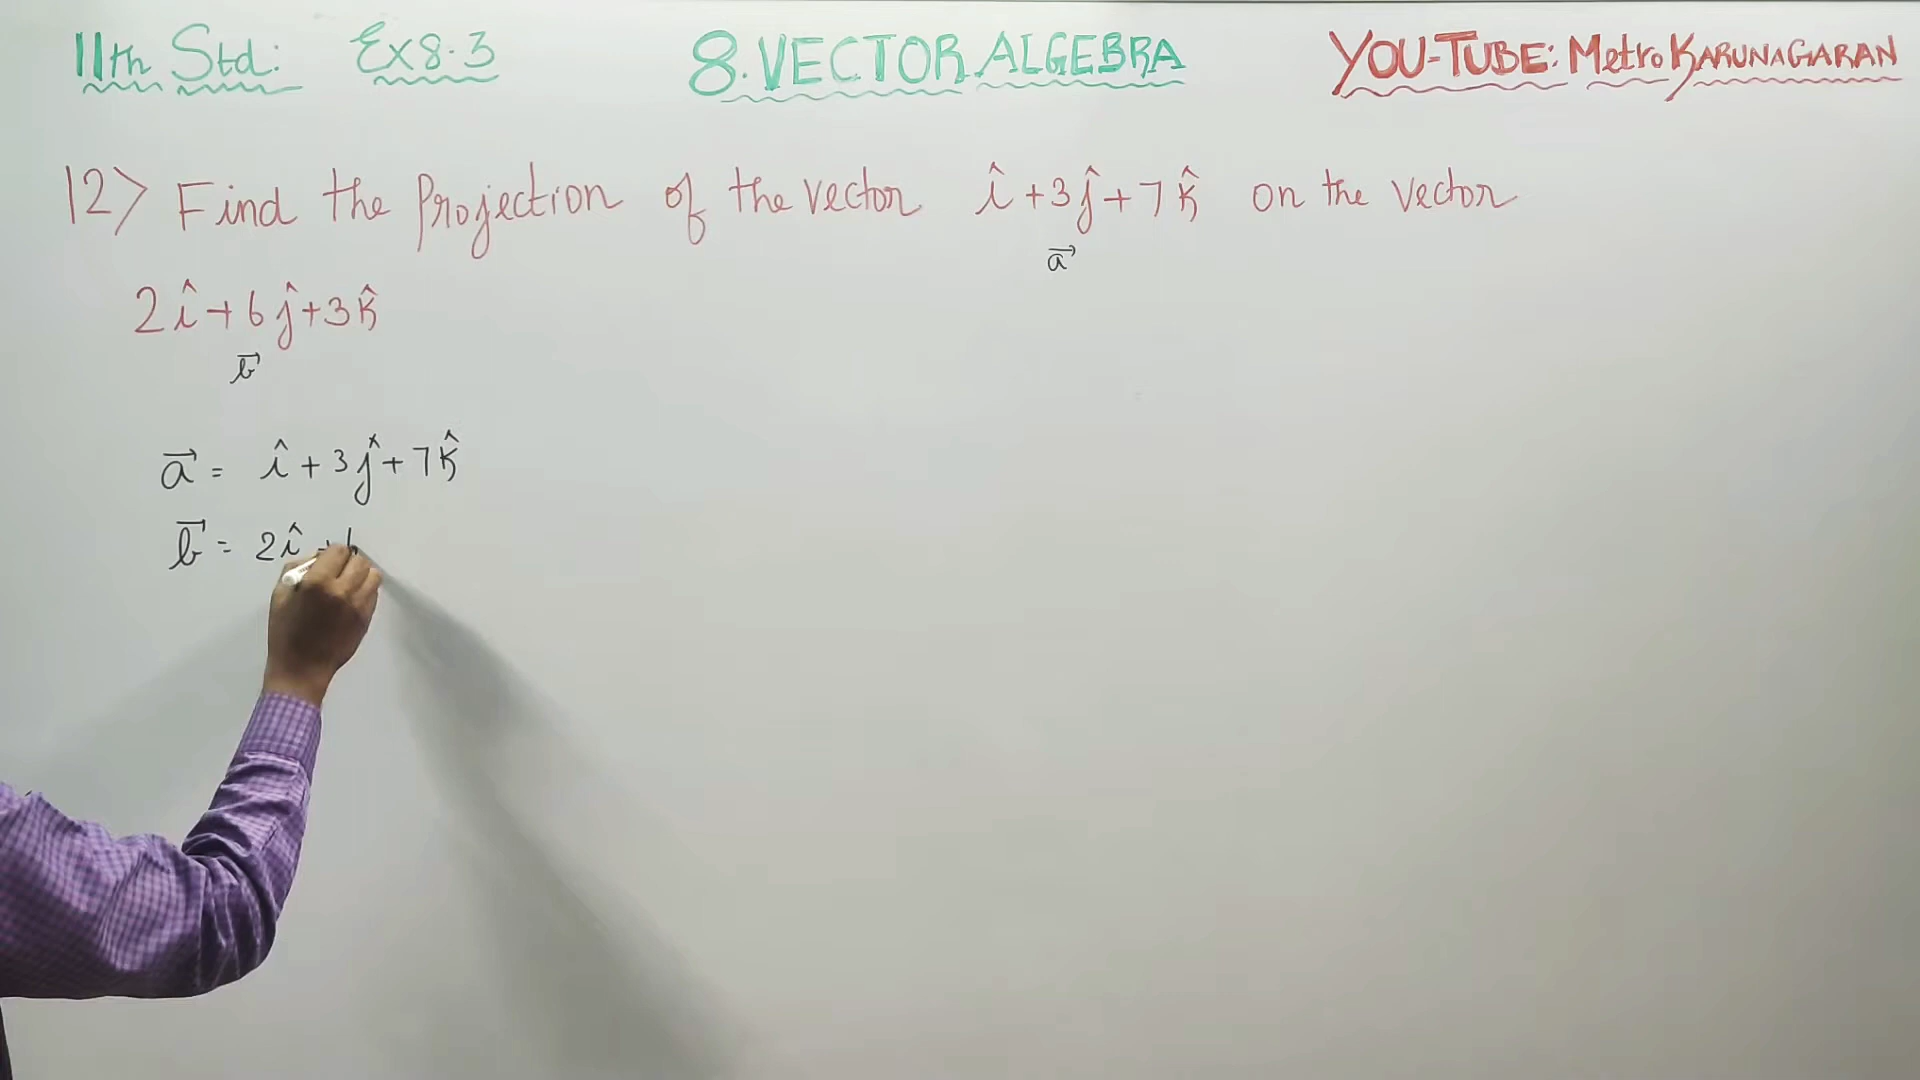 11th Std: Ex 8.3 8. VECTOR ALGEBRA YOU-TUBE: Metro KARUNAGARAN
12> Find the Projection of the vector î + 3ĵ + 7k̂ on the vector
a⃗
2î + 6ĵ + 3k̂
b⃗
a⃗ = î + 3ĵ + 7k̂
b⃗ = 2î + 6